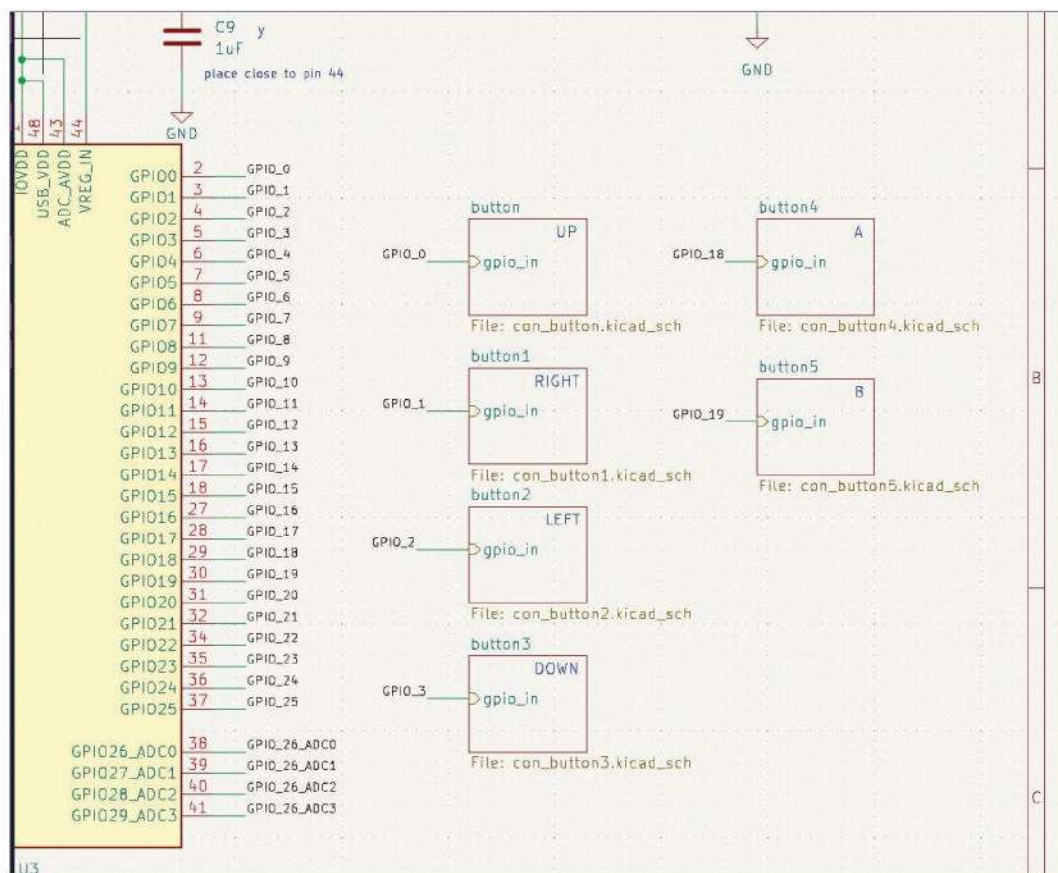 C9 y
1uF
place close to pin 44
GND
GND
1
48
43
44
IOVDD
USB_VDD
ADC_AVDD
VREG_IN
GPIO0 2 GPIO_0
GPIO1 3 GPIO_1
GPIO2 4 GPIO_2
GPIO3 5 GPIO_3
GPIO4 6 GPIO_4
GPIO5 7 GPIO_5
GPIO6 8 GPIO_6
GPIO7 9 GPIO_7
GPIO8 11 GPIO_8
GPIO9 12 GPIO_9
GPIO10 13 GPIO_10
GPIO11 14 GPIO_11
GPIO12 15 GPIO_12
GPIO13 16 GPIO_13
GPIO14 17 GPIO_14
GPIO15 18 GPIO_15
GPIO16 27 GPIO_16
GPIO17 28 GPIO_17
GPIO18 29 GPIO_18
GPIO19 30 GPIO_19
GPIO20 31 GPIO_20
GPIO21 32 GPIO_21
GPIO22 34 GPIO_22
GPIO23 35 GPIO_23
GPIO24 36 GPIO_24
GPIO25 37 GPIO_25
GPIO26_ADC0 38 GPIO_26_ADC0
GPIO27_ADC1 39 GPIO_26_ADC1
GPIO28_ADC2 40 GPIO_26_ADC2
GPIO29_ADC3 41 GPIO_26_ADC3
U3
button
UP
GPIO_0 gpio_in
File: con_button.kicad_sch
button1
RIGHT
GPIO_1 gpio_in
File: con_button1.kicad_sch
button2
LEFT
GPIO_2 gpio_in
File: con_button2.kicad_sch
button3
DOWN
GPIO_3 gpio_in
File: con_button3.kicad_sch
button4
A
GPIO_18 gpio_in
File: con_button4.kicad_sch
button5
B
GPIO_19 gpio_in
File: con_button5.kicad_sch
B
C